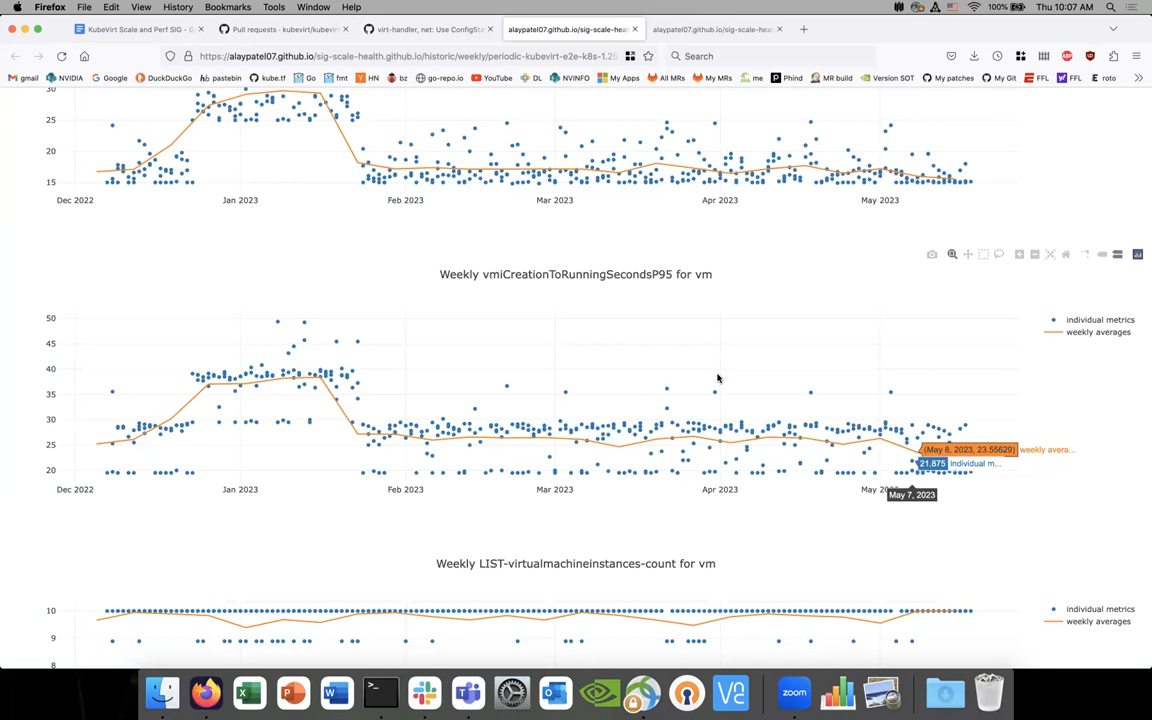 Firefox File Edit View History Bookmarks Tools Window Help 100% Thu 10:07 AM
KubeVirt Scale and Perf SIG - G Pull requests · kubevirt/kubevirt virt-handler, net: Use ConfigSta alaypatel07.github.io/sig-scale-heal alaypatel07.github.io/sig-scale-heal
https://alaypatel07.github.io/sig-scale-health.github.io/historic/weekly/periodic-kubevirt-e2e-k8s-1.25 Search
gmail NVIDIA Google DuckDuckGo pastebin kube.tf Go fmt HN bz go-repo.io YouTube DL NVINFO My Apps All MRs My MRs me Phind MR build Version SOT My patches My Git FFL FFL roto
30
25
20
15
Dec 2022 Jan 2023 Feb 2023 Mar 2023 Apr 2023 May 2023
Weekly vmiCreationToRunningSecondsP95 for vm
50
45
40
35
30
25
20
individual metrics
weekly averages
(May 8, 2023, 23.55629) weekly avera...
21.875 individual m...
Dec 2022 Jan 2023 Feb 2023 Mar 2023 Apr 2023 May
May 7, 2023
Weekly LIST-virtualmachineinstances-count for vm
10
9
8
individual metrics
weekly averages
zoom